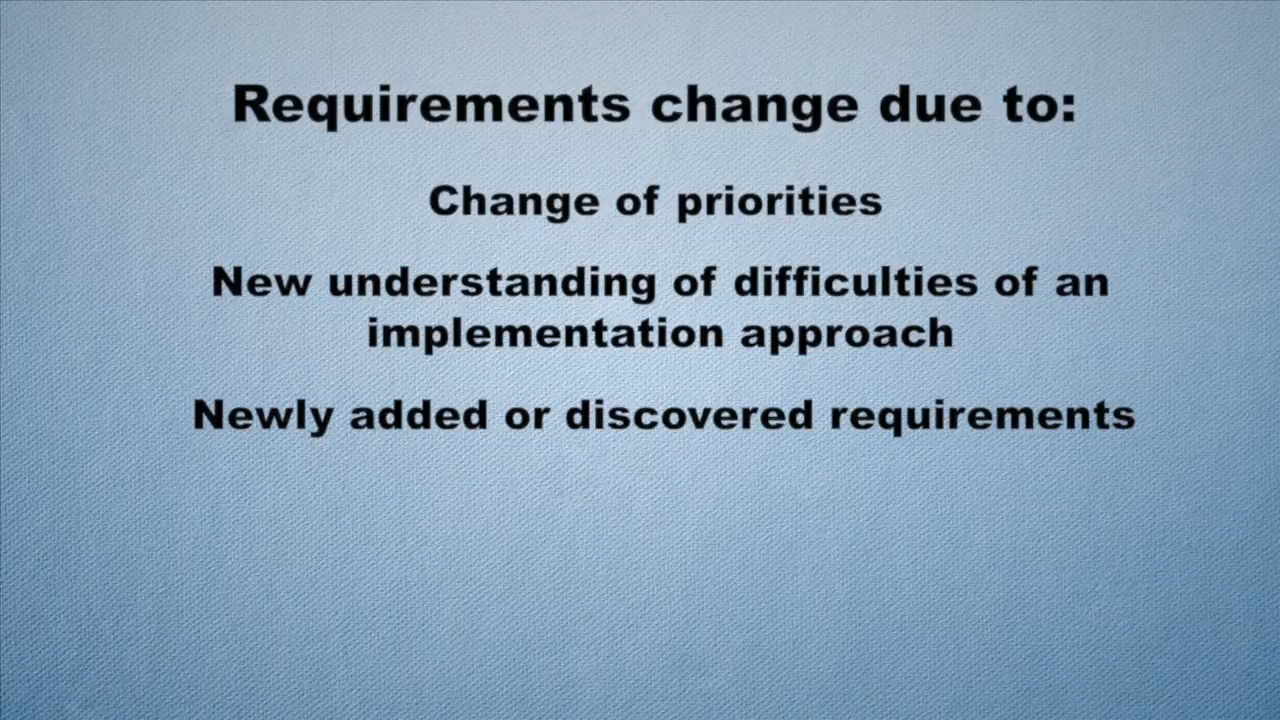 Requirements change due to:
Change of priorities
New understanding of difficulties of an
implementation approach
Newly added or discovered requirements